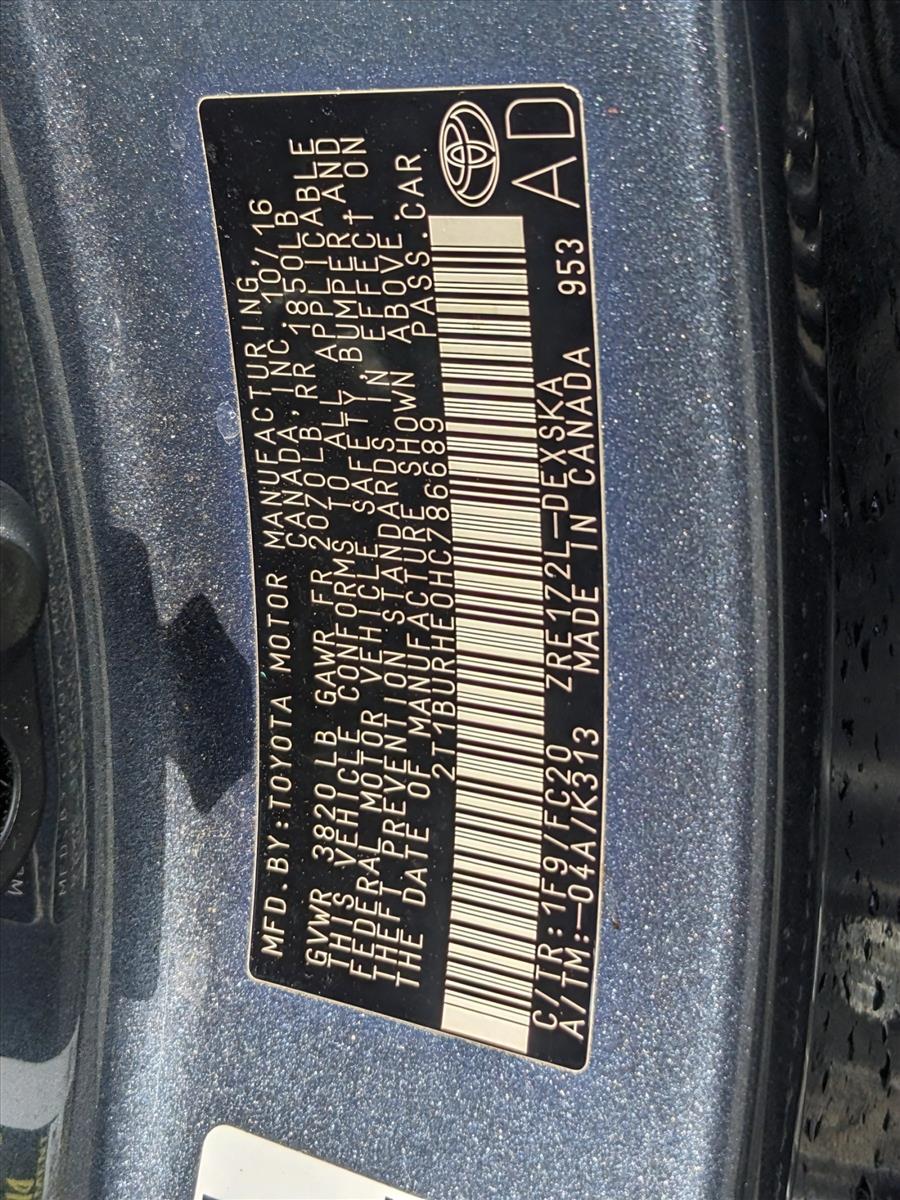 MFD.BY:TOYOTA MOTOR MANUFACTURING,
CANADA, INC. 10/16
GVWR 3820 LB GAWR FR 2070LB, RR 1850LB
THIS VEHICLE CONFORMS TO ALL APPLICABLE
FEDERAL MOTOR VEHICLE SAFETY, BUMPER, AND
THEFT PREVENTION STANDARDS IN EFFECT ON
THE DATE OF MANUFACTURE SHOWN ABOVE.
2T1BURHE0HC786689 PASS.CAR
C/TR:1F9/FC20 ZRE172L-DEXSKA 953 AD
A/TM:-04A/K313 MADE IN CANADA